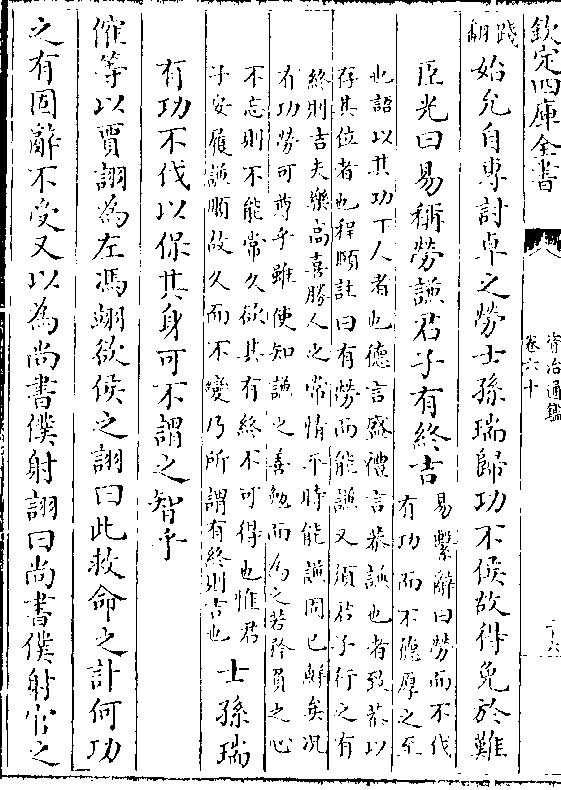 欽定四庫全書
資治通鑑
卷六十
十六
踐翻始允自専討卓之勞士孫瑞歸功不侯故得免於難
臣光曰易稱勞謙君子有終吉易繫辭曰勞而不伐
有功而不德厚之至
也語以其功下人者也德言盛禮言恭謙也者致恭以
存其位者也程頤註曰有勞而能謙又須君子行之有
終則吉夫樂高喜勝人之常情平時能謙固已鮮矣况
有功勞可尊乎雖使知謙之善勉而為之若矜負之心
不忘則不能常久欲其有終不可得也惟君
子安履謙順故久而不變乃所謂有終則吉也
士孫瑞
有功不伐以保其身可不謂之智乎
傕等以賈詡為左馮翊欲侯之詡曰此救命之計何功
之有固辭不受又以為尚書僕射詡曰尚書僕射官之